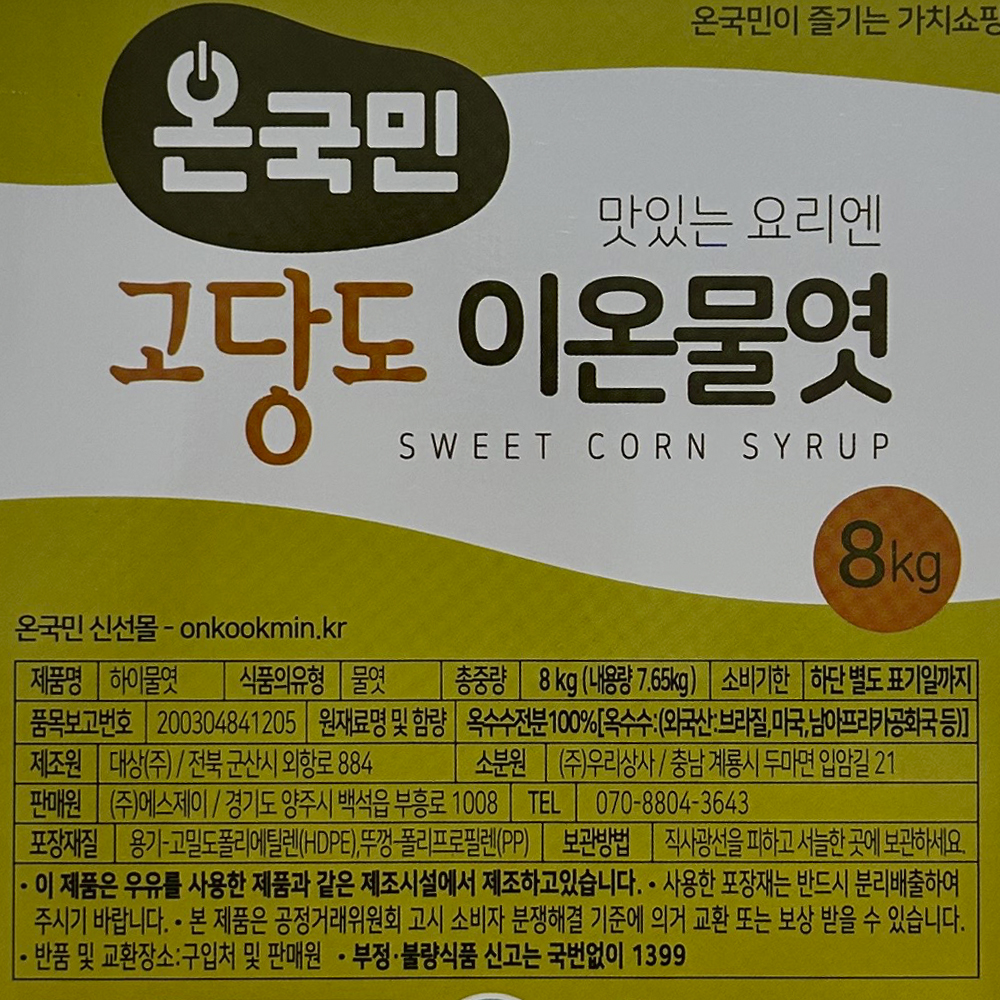 온국민이 즐기는 가치쇼핑
온국민
맛있는 요리엔
고당도 이온물엿
SWEET CORN SYRUP
8kg
온국민 신선몰 - onkookmin.kr
제품명 하이물엿 식품의유형 물엿 총중량 8 kg (내용량 7.65kg) 소비기한 하단 별도 표기일까지
품목보고번호 200304841205 원재료명 및 함량 옥수수전분100%[옥수수:(외국산:브라질,미국,남아프리카공화국 등)]
제조원 대상(주) / 전북 군산시 외항로 884 소분원 (주)우리상사 / 충남 계룡시 두마면 입암길 21
판매원 (주)에스제이 / 경기도 양주시 백석읍 부흥로 1008 TEL 070-8804-3643
포장재질 용기-고밀도폴리에틸렌(HDPE),뚜껑-폴리프로필렌(PP) 보관방법 직사광선을 피하고 서늘한 곳에 보관하세요.
• 이 제품은 우유를 사용한 제품과 같은 제조시설에서 제조하고있습니다. • 사용한 포장재는 반드시 분리배출하여
주시기 바랍니다. • 본 제품은 공정거래위원회 고시 소비자 분쟁해결 기준에 의거 교환 또는 보상 받을 수 있습니다.
• 반품 및 교환장소:구입처 및 판매원 • 부정·불량식품 신고는 국번없이 1399